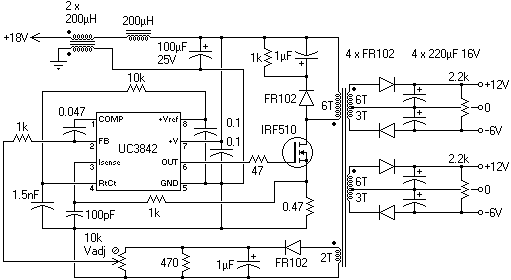 2 x
200µH
200µH
+18V
100µF
25V
+
1k
1µF
+
4 x FR102
4 x 220µF 16V
10k
FR102
6T
6T
3T
+
+
2.2k
+12V
0
-6V
0.047
1k
COMP
+Vref
1
8
FB
+V
2
7
UC3842
Isense
OUT
3
6
RtCt
GND
4
5
0.1
0.1
IRF510
47
1.5nF
100pF
1k
0.47
6T
3T
+
+
2.2k
+12V
0
-6V
10k
Vadj
470
1µF
+
FR102
2T